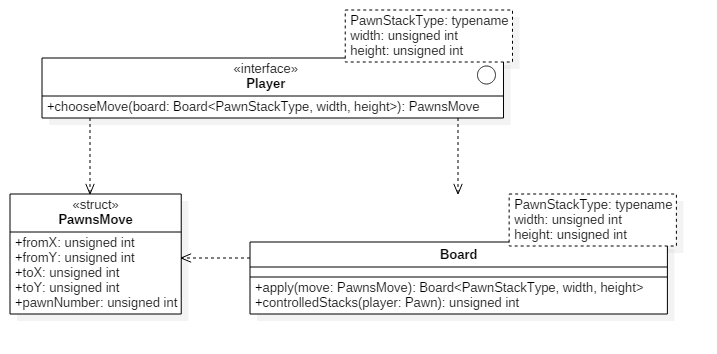 PawnStackType: typename
width: unsigned int
height: unsigned int
«interface»
Player
+chooseMove(board: Board<PawnStackType, width, height>): PawnsMove
«struct»
PawnsMove
+fromX: unsigned int
+fromY: unsigned int
+toX: unsigned int
+toY: unsigned int
+pawnNumber: unsigned int
PawnStackType: typename
width: unsigned int
height: unsigned int
Board
+apply(move: PawnsMove): Board<PawnStackType, width, height>
+controlledStacks(player: Pawn): unsigned int